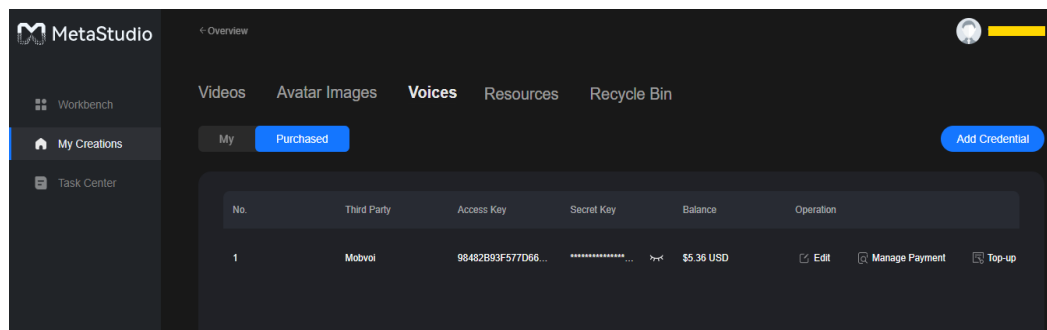 MetaStudio
← Overview
Workbench
My Creations
Task Center
Videos Avatar Images Voices Resources Recycle Bin
My Purchased
Add Credential
No. Third Party Access Key Secret Key Balance Operation
1 Mobvoi 98482B93F577D66... ***************... $5.36 USD Edit Manage Payment Top-up